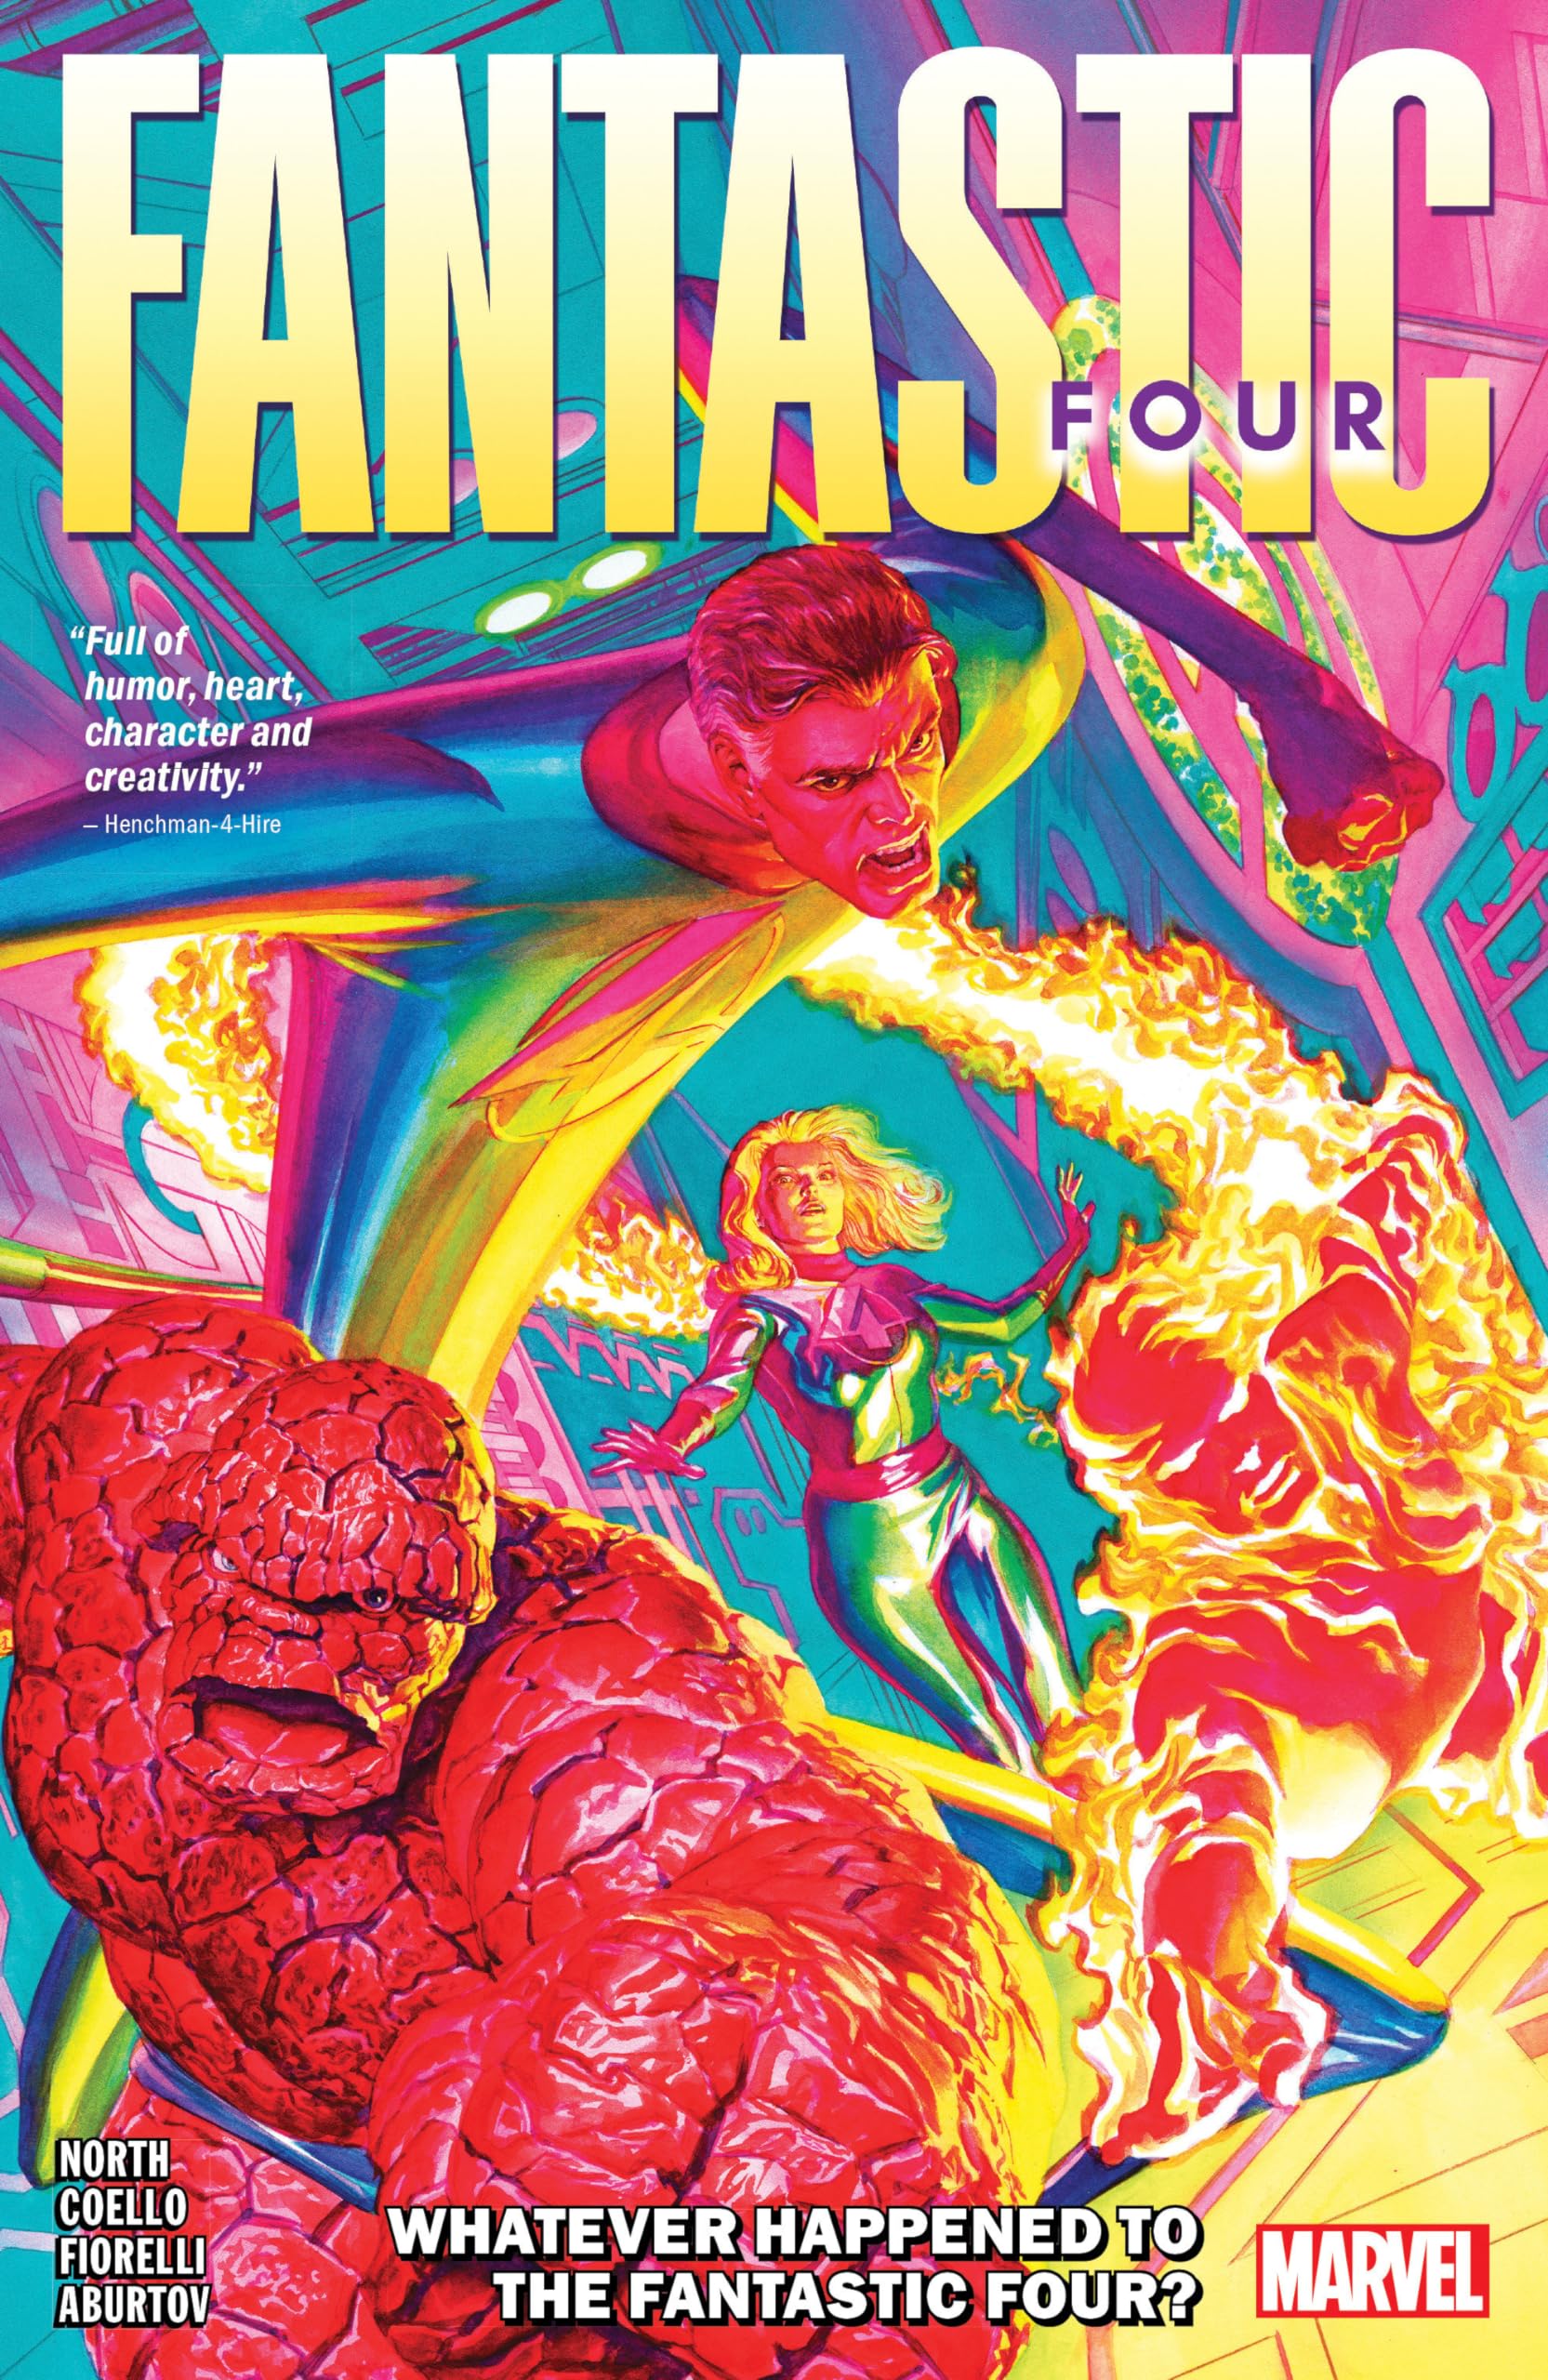 FANTASTIC
FOUR
“Full of
humor, heart,
character and
creativity.”
– Henchman-4-Hire
NORTH
COELLO
FIORELLI
ABURTOV
WHATEVER HAPPENED TO
THE FANTASTIC FOUR?
MARVEL
4